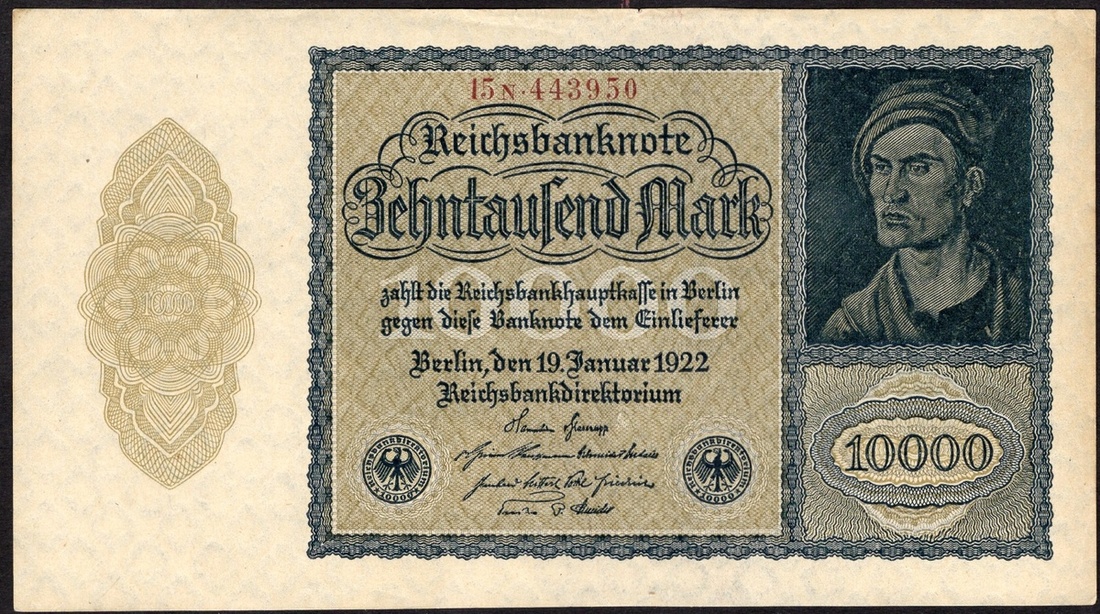 15N·443950
Reichsbanknote
Zehntausend Mark
10000
zahlt die Reichsbankhauptkasse in Berlin
gegen diese Banknote dem Einlieferer
Berlin, den 19. Januar 1922
Reichsbankdirektorium
10000
10000